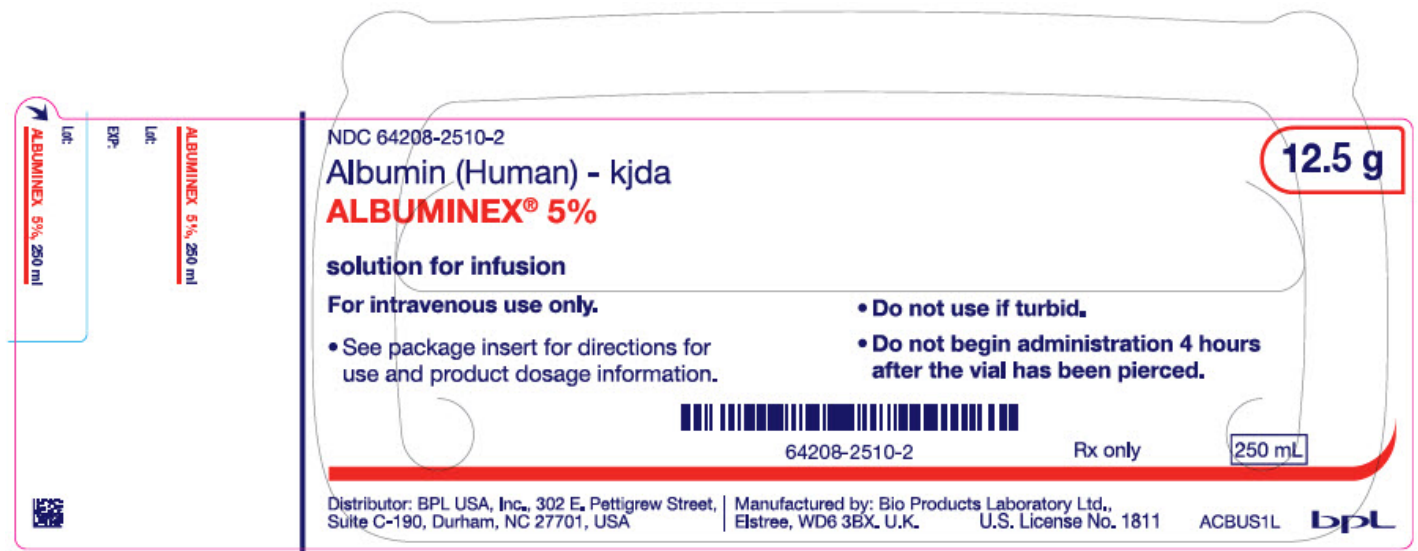 ALBUMINEX 5%, 250 ml
Lot:
EXP:
Lot:
ALBUMINEX 5%, 250 ml
NDC 64208-2510-2
Albumin (Human) - kjda
ALBUMINEX® 5%
12.5 g
solution for infusion
For intravenous use only.
• See package insert for directions for
use and product dosage information.
• Do not use if turbid.
• Do not begin administration 4 hours
after the vial has been pierced.
64208-2510-2
Rx only
250 mL
Distributor: BPL USA, Inc., 302 E. Pettigrew Street,
Suite C-190, Durham, NC 27701, USA
Manufactured by: Bio Products Laboratory Ltd.,
Elstree, WD6 3BX. U.K. U.S. License No. 1811
ACBUS1L
bpL